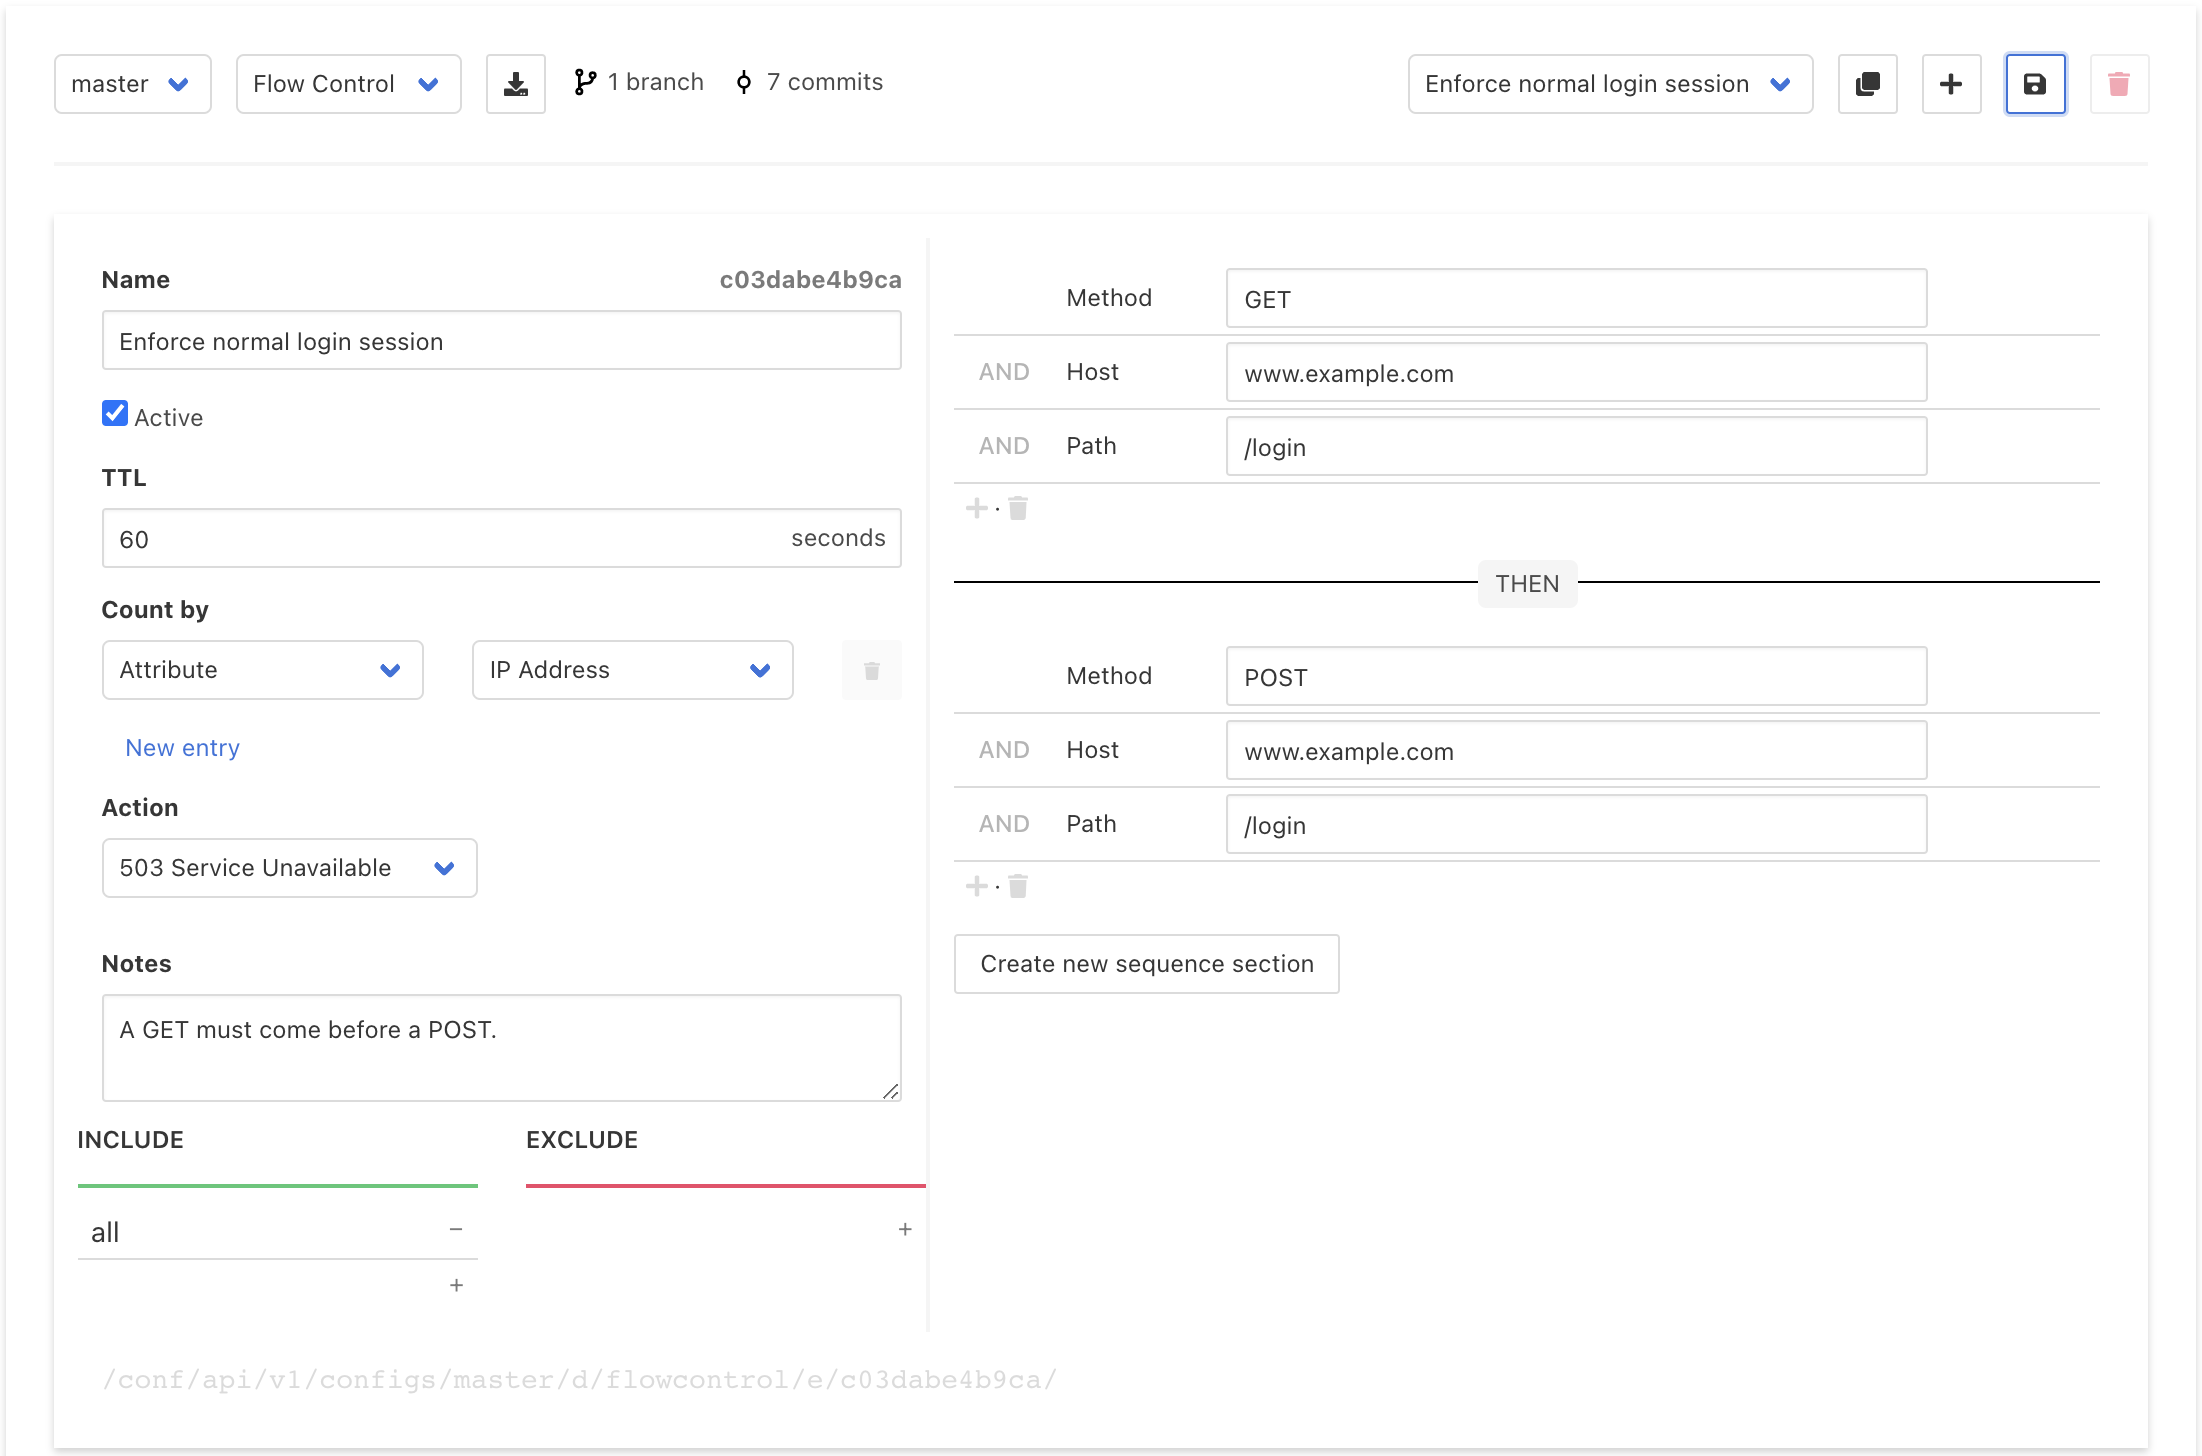 master Flow Control 1 branch 7 commits Enforce normal login session
Name c03dabe4b9ca
Enforce normal login session
Active
TTL
60 seconds
Count by
Attribute IP Address
New entry
Action
503 Service Unavailable
Notes
A GET must come before a POST.
INCLUDE EXCLUDE
all −
+
+
Method GET
AND Host www.example.com
AND Path /login
THEN
Method POST
AND Host www.example.com
AND Path /login
Create new sequence section
/conf/api/v1/configs/master/d/flowcontrol/e/c03dabe4b9ca/